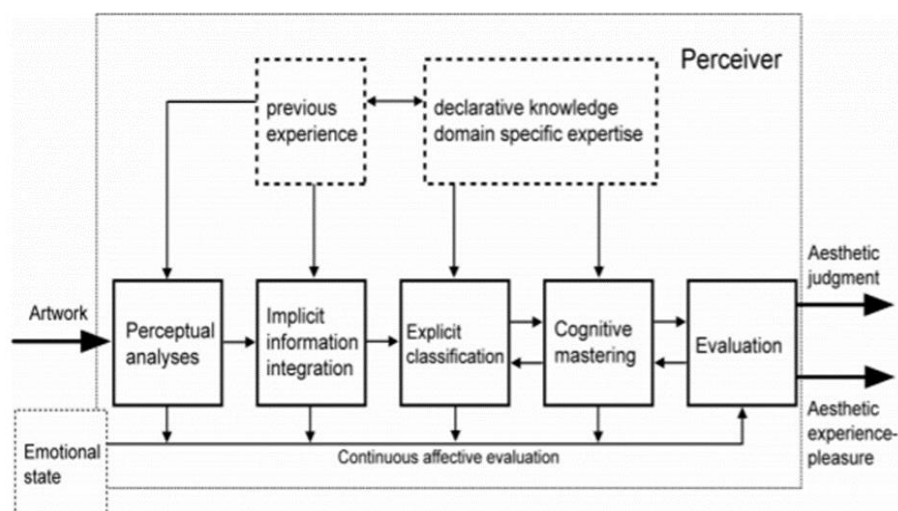 Perceiver
previous
experience
declarative knowledge
domain specific expertise
Artwork
Perceptual
analyses
Implicit
information
integration
Explicit
classification
Cognitive
mastering
Evaluation
Aesthetic
judgment
Aesthetic
experience-
pleasure
Emotional
state
Continuous affective evaluation